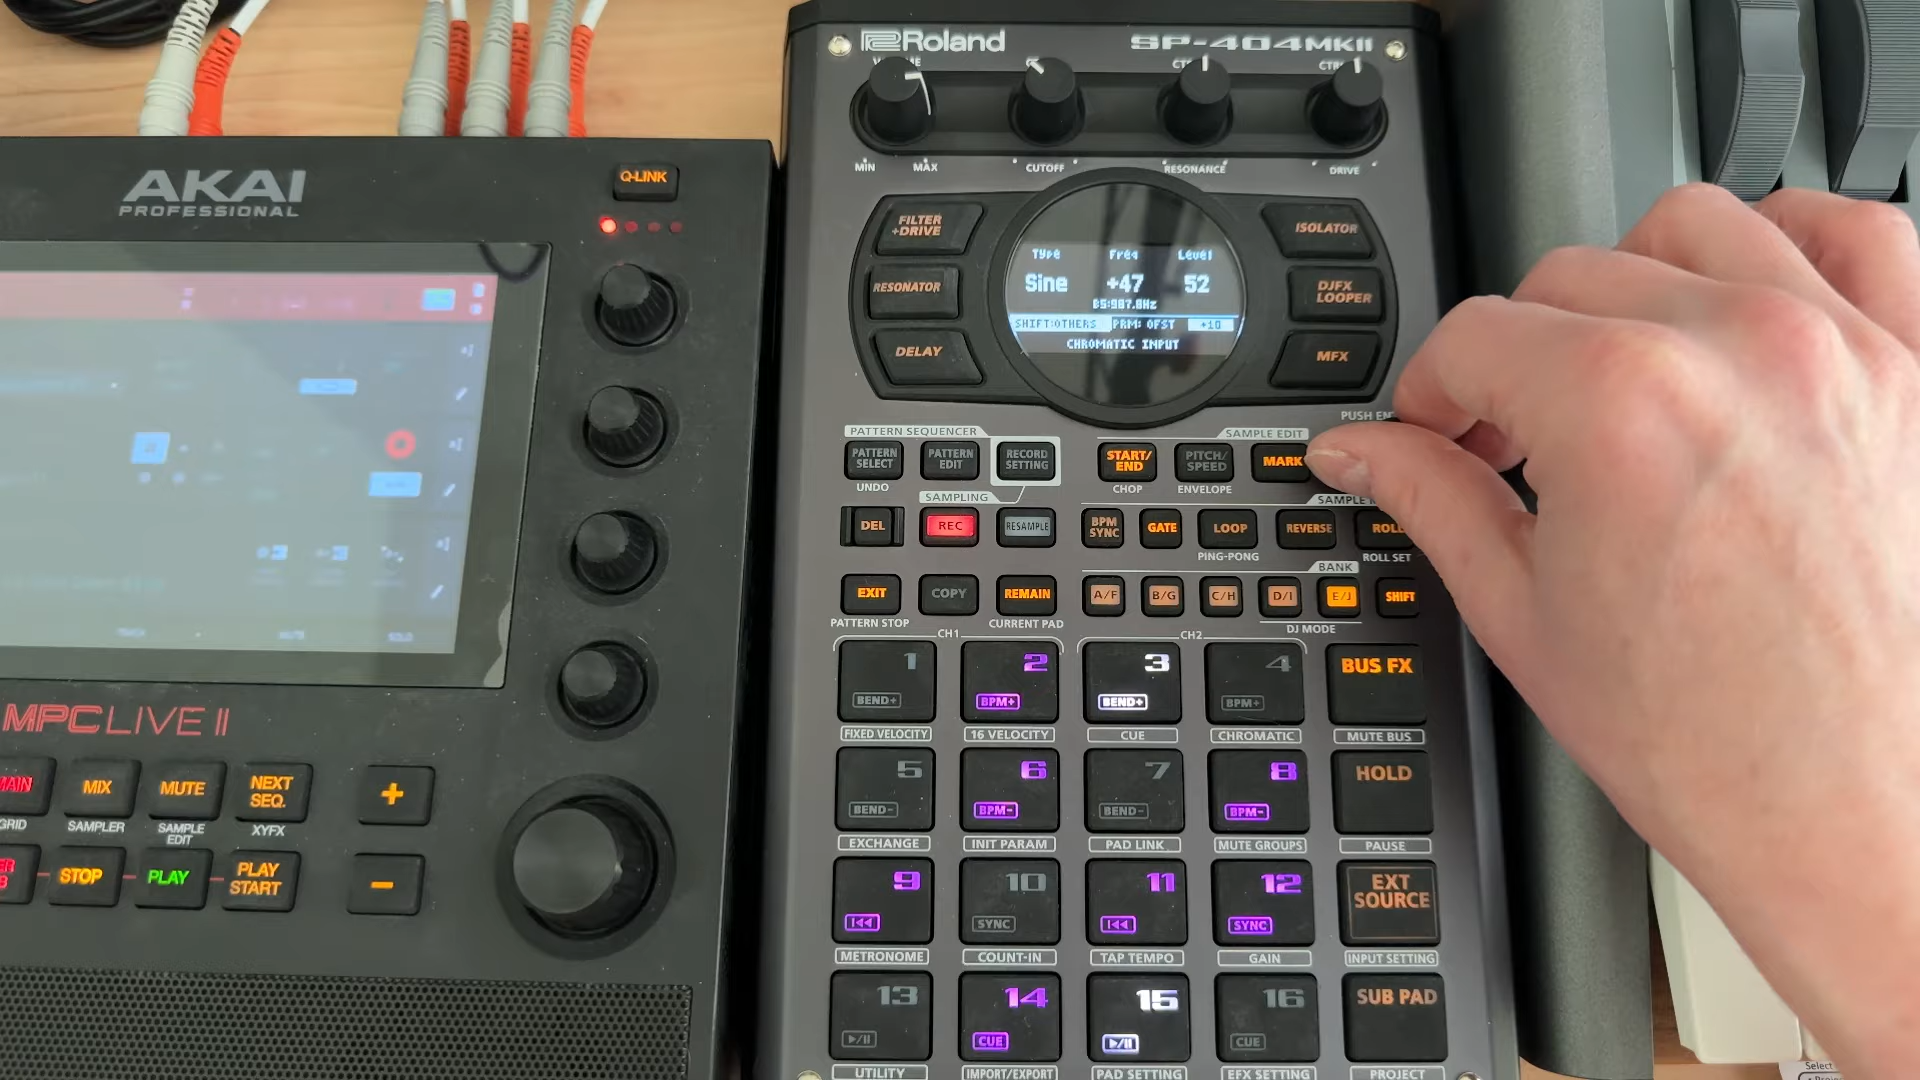 Roland
SP-404MKII
MIN
MAX
CUTOFF
RESONANCE
DRIVE
AKAI
PROFESSIONAL
Q-LINK
FILTER
+DRIVE
RESONATOR
DELAY
Type
Freq
Level
Sine
+47
52
B5:987.8Hz
SHIFT:OTHERS
PRM: OFST
+10
CHROMATIC INPUT
ISOLATOR
DJFX
LOOPER
MFX
PUSH EN
PATTERN SEQUENCER
SAMPLE EDIT
PATTERN
SELECT
PATTERN
EDIT
RECORD
SETTING
START/
END
PITCH/
SPEED
MARK
UNDO
CHOP
ENVELOPE
SAMPLING
DEL
REC
RESAMPLE
BPM
SYNC
GATE
LOOP
REVERSE
ROLL
PING-PONG
ROLL SET
BANK
EXIT
COPY
REMAIN
A/F
B/G
C/H
D/I
E/J
SHIFT
PATTERN STOP
CURRENT PAD
DJ MODE
CH1
CH2
1
BEND+
2
BPM+
3
BEND+
4
BPM+
BUS FX
FIXED VELOCITY
16 VELOCITY
CUE
CHROMATIC
MUTE BUS
5
BEND-
6
BPM-
7
BEND-
8
BPM-
HOLD
EXCHANGE
INIT PARAM
PAD LINK
MUTE GROUPS
PAUSE
9
10
SYNC
11
12
SYNC
EXT
SOURCE
METRONOME
COUNT-IN
TAP TEMPO
GAIN
INPUT SETTING
13
14
CUE
15
16
CUE
SUB PAD
UTILITY
IMPORT/EXPORT
PAD SETTING
EFX SETTING
PROJECT
MPC LIVE II
MAIN
MIX
MUTE
NEXT
SEQ.
+
GRID
SAMPLER
SAMPLE
EDIT
XYFX
STOP
PLAY
PLAY
START
-
Select